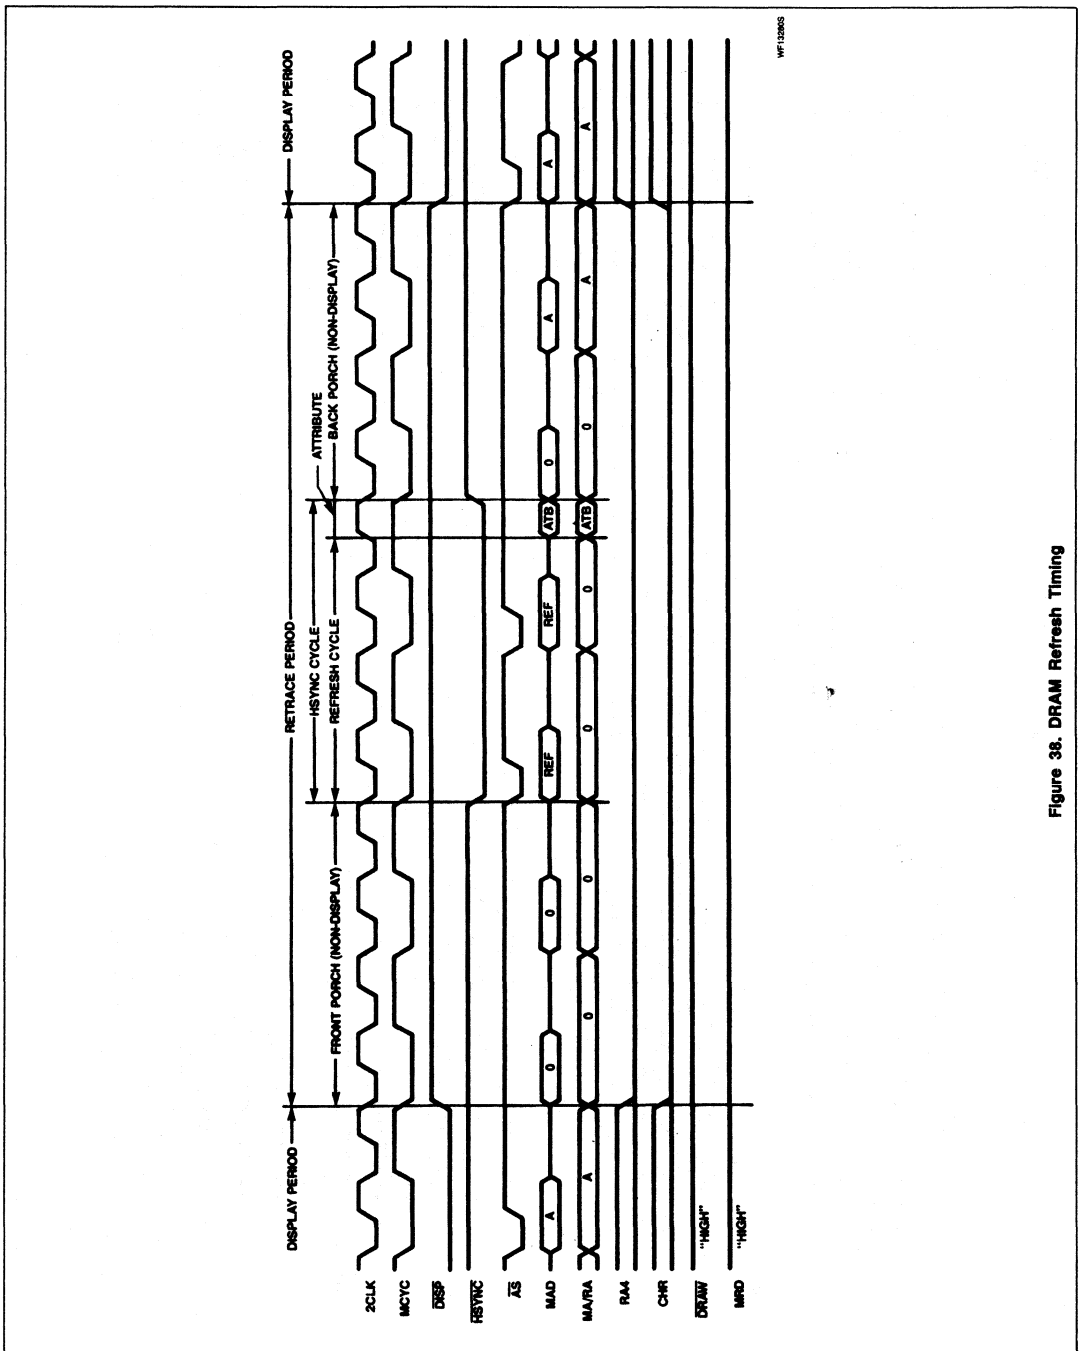 DISPLAY PERIOD
RETRACE PERIOD
DISPLAY PERIOD
HSYNC CYCLE
ATTRIBUTE
FRONT PORCH (NON-DISPLAY)
REFRESH CYCLE
BACK PORCH (NON-DISPLAY)
2CLK
MCYC
DISP
HSYNC
AS
MAD A 0 0 REF REF ATB 0 A A
MA/RA A 0 0 0 0 ATB 0 A A
RA4
CHR
DRAW "HIGH"
MRD "HIGH"
WF13280S
Figure 38. DRAM Refresh Timing